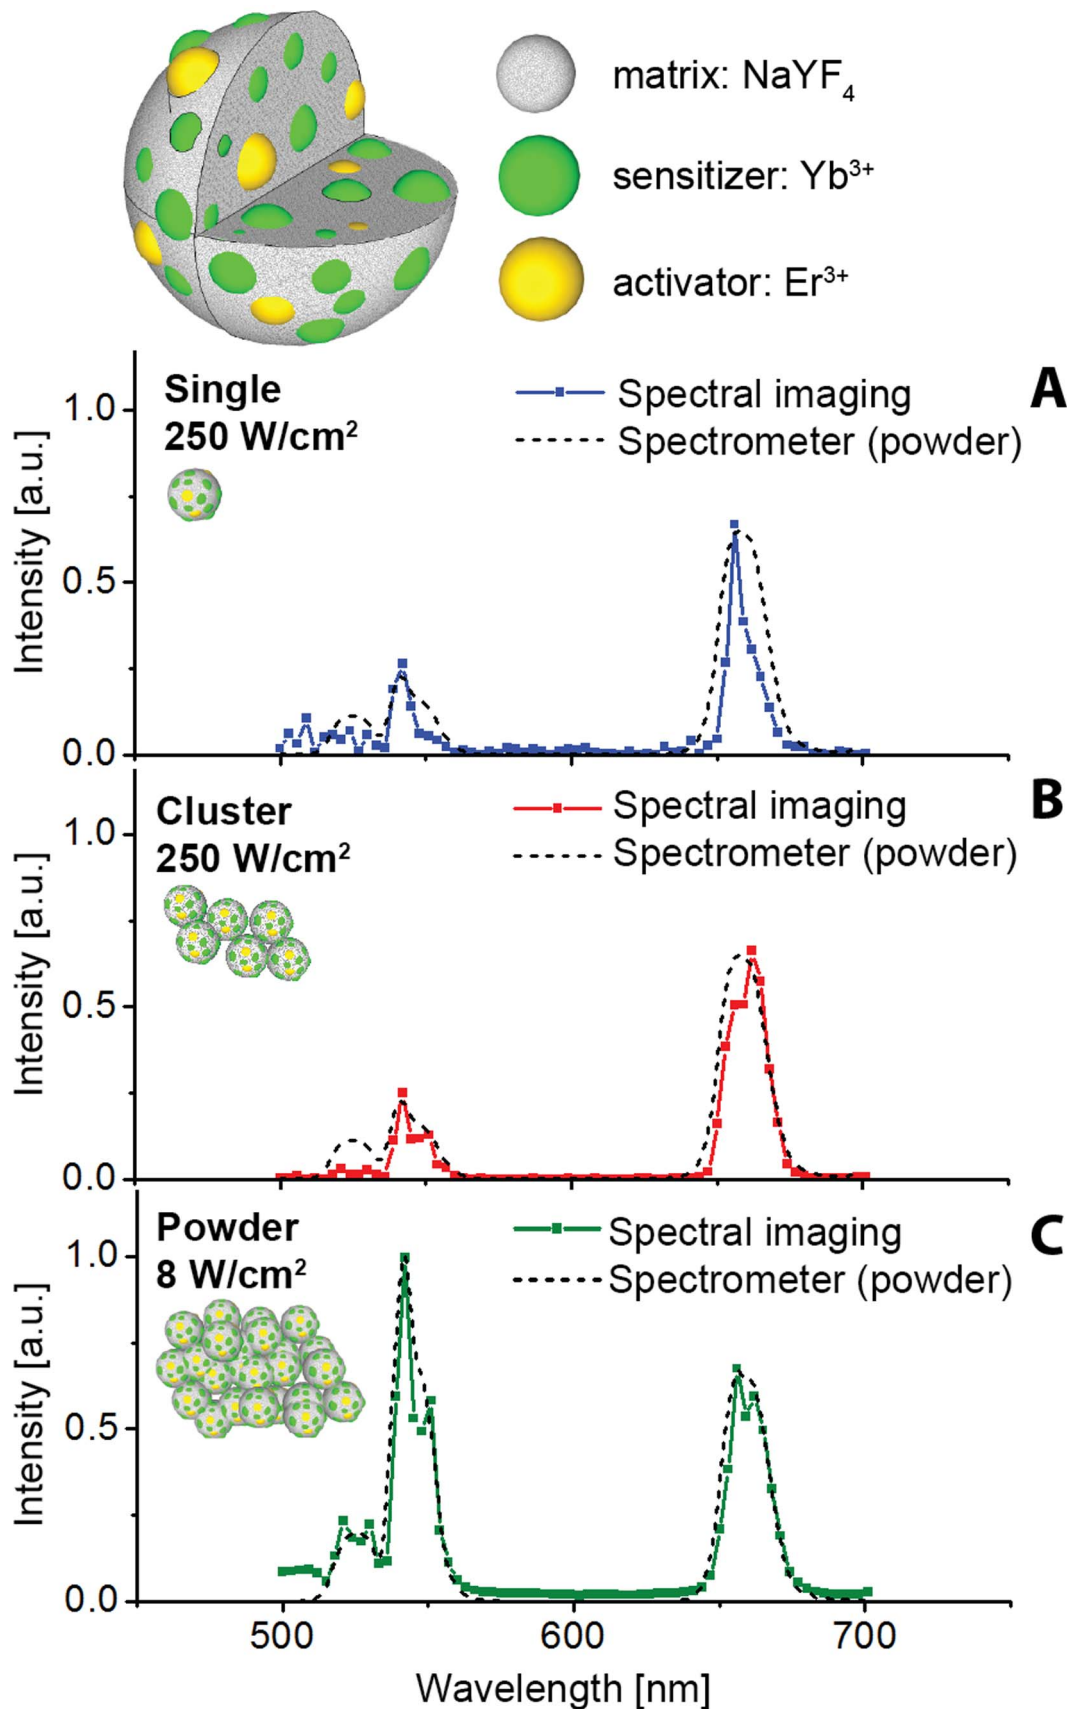 matrix: NaYF₄
sensitizer: Yb³⁺
activator: Er³⁺
A
Single
250 W/cm²
Spectral imaging
Spectrometer (powder)
Intensity [a.u.]
1.0
0.5
0.0
B
Cluster
250 W/cm²
Spectral imaging
Spectrometer (powder)
Intensity [a.u.]
1.0
0.5
0.0
C
Powder
8 W/cm²
Spectral imaging
Spectrometer (powder)
Intensity [a.u.]
1.0
0.5
0.0
500 600 700
Wavelength [nm]